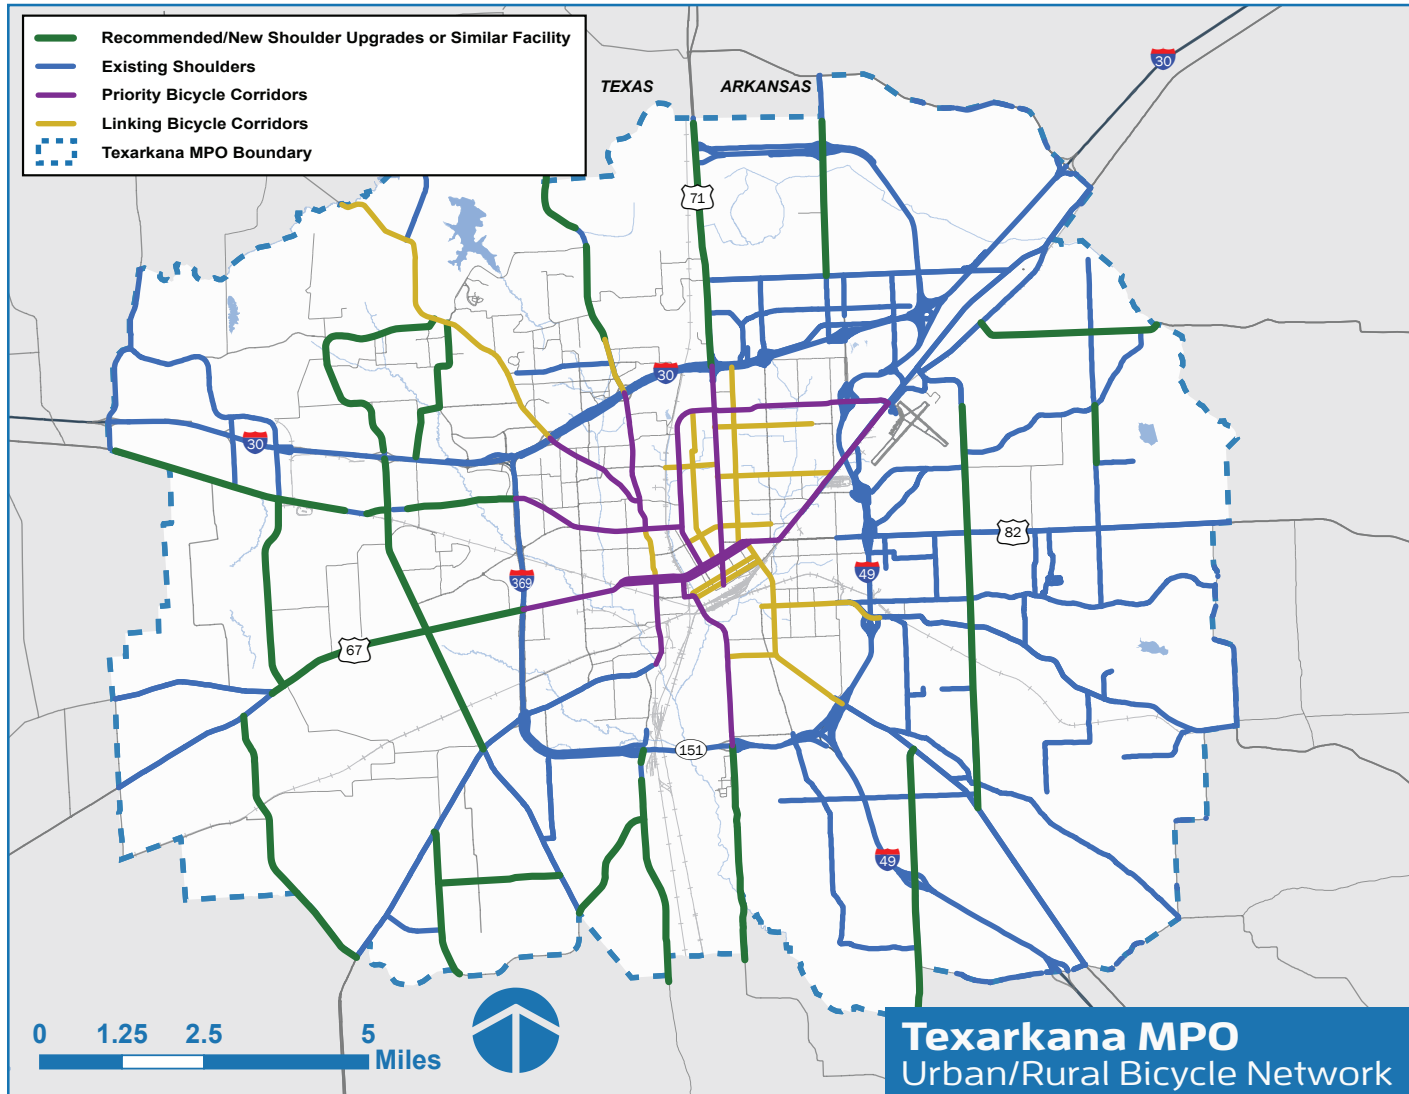 Recommended/New Shoulder Upgrades or Similar Facility
Existing Shoulders
Priority Bicycle Corridors
Linking Bicycle Corridors
Texarkana MPO Boundary
TEXAS ARKANSAS
30
71
30
30
82
49
369
67
151
49
0 1.25 2.5 5
Miles
Texarkana MPO
Urban/Rural Bicycle Network